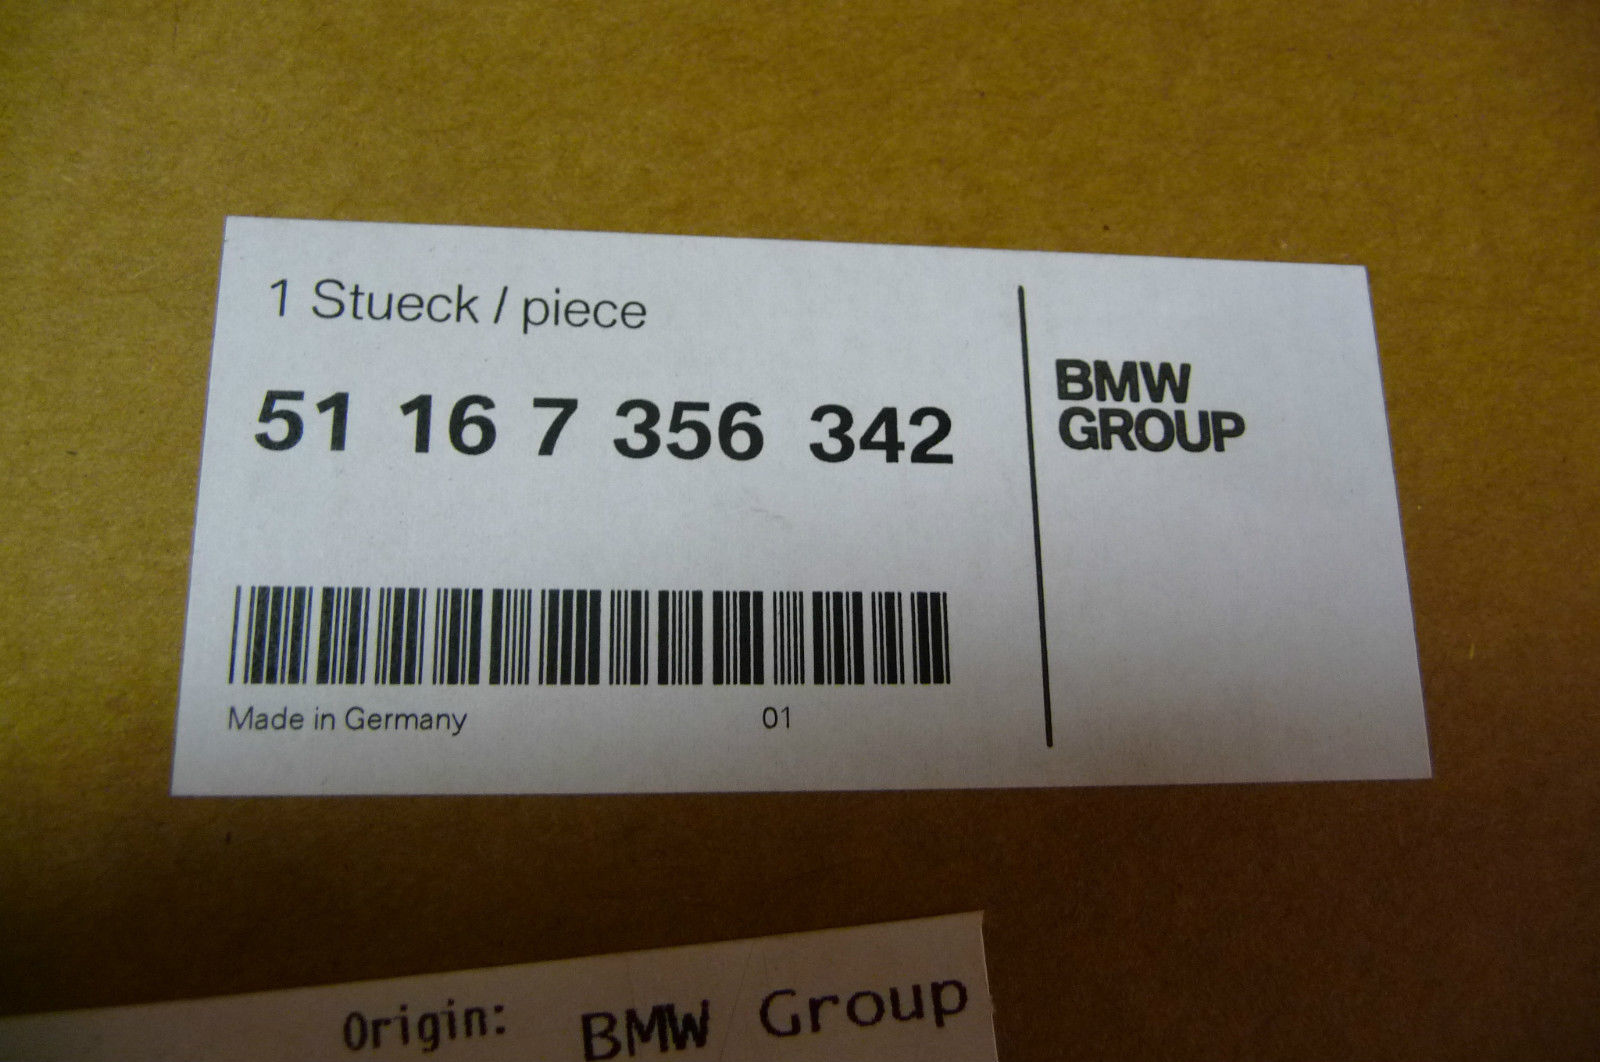 1 Stueck / piece
51 16 7 356 342
BMW
GROUP
Made in Germany 01
Origin: BMW Group